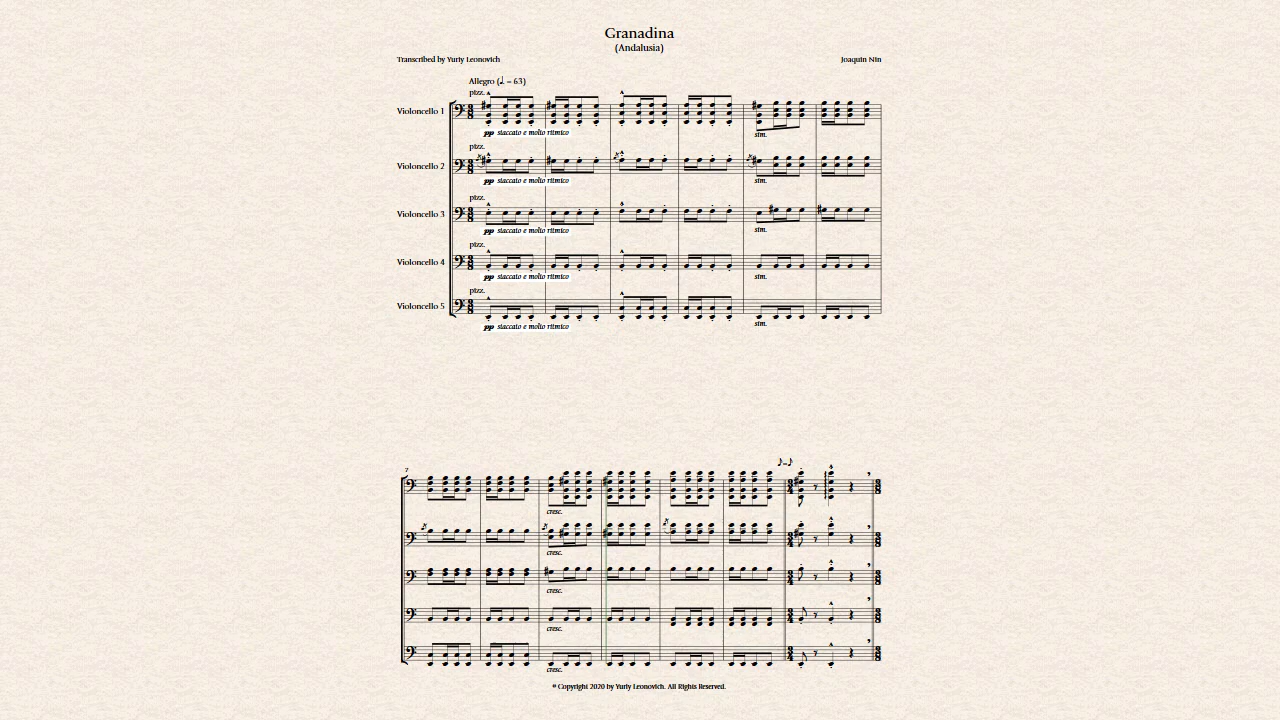 Granadina
(Andalusia)
Transcribed by Yuriy Leonovich
Joaquin Nin
Allegro (♩ = 63)
pizz.
Violoncello 1
pp staccato e molto ritmico
sim.
pizz.
Violoncello 2
pp staccato e molto ritmico
sim.
pizz.
Violoncello 3
pp staccato e molto ritmico
sim.
pizz.
Violoncello 4
pp staccato e molto ritmico
sim.
pizz.
Violoncello 5
pp staccato e molto ritmico
sim.
7
♪=♪
cresc.
cresc.
cresc.
cresc.
cresc.
© Copyright 2020 by Yuriy Leonovich. All Rights Reserved.